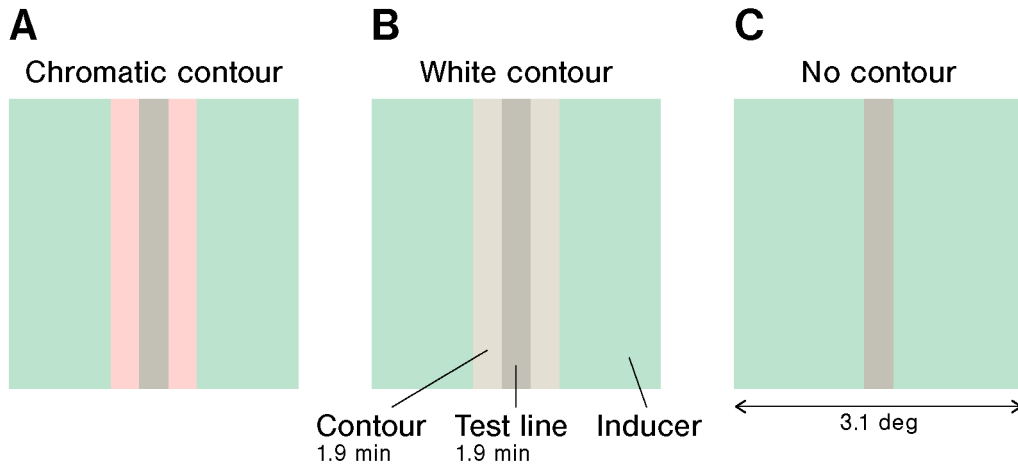 A
Chromatic contour
B
White contour
C
No contour
Contour
1.9 min
Test line
1.9 min
Inducer
3.1 deg